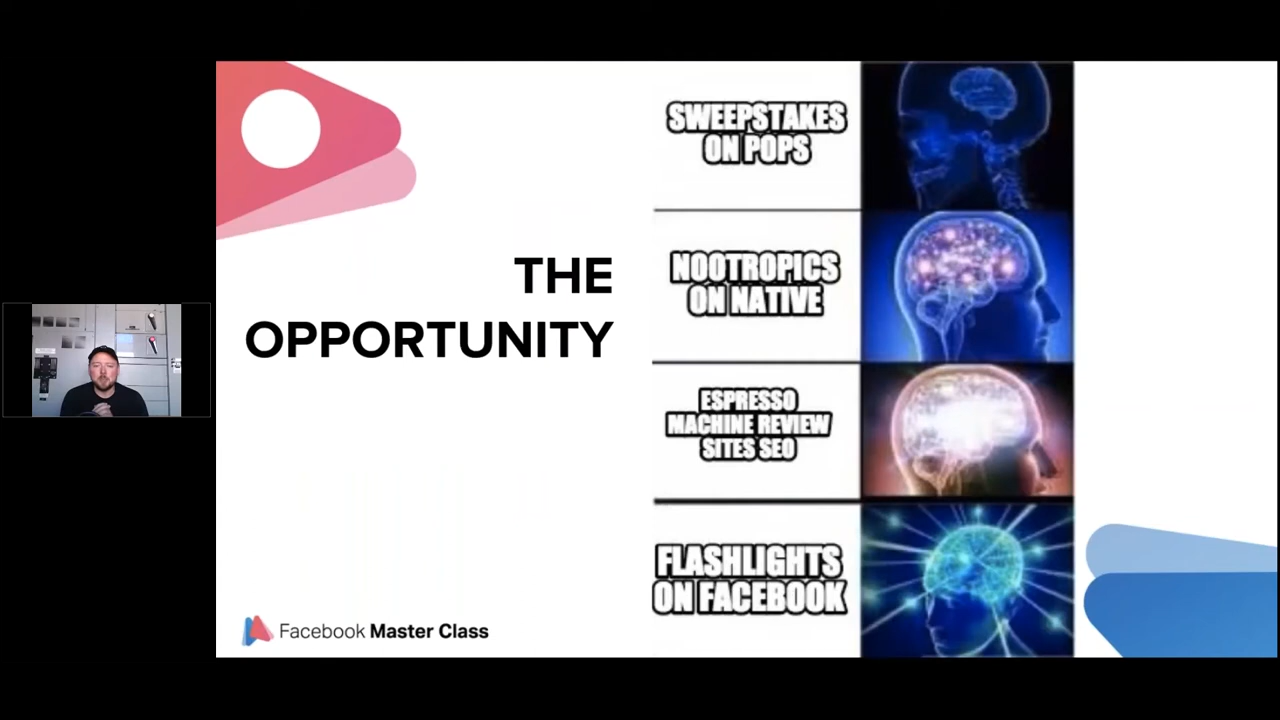 THE
OPPORTUNITY
SWEEPSTAKES
ON POPS
NOOTROPICS
ON NATIVE
ESPRESSO
MACHINE REVIEW
SITES SEO
FLASHLIGHTS
ON FACEBOOK
Facebook Master Class